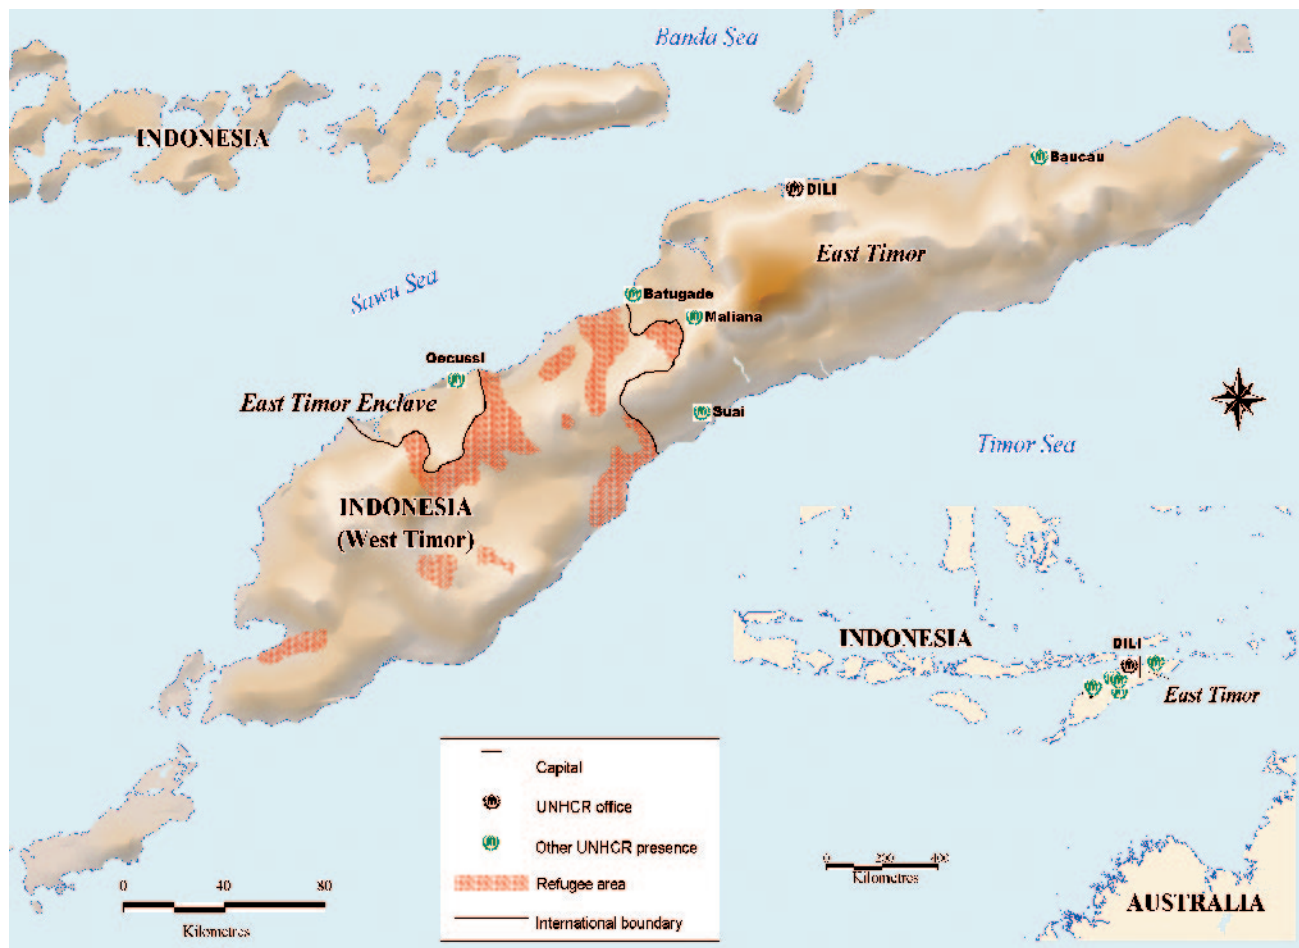 Banda Sea
INDONESIA
Baucau
DILI
East Timor
Sawu Sea
Batugade
Maliana
Oecussi
East Timor Enclave
Suai
Timor Sea
INDONESIA
(West Timor)
INDONESIA
DILI
East Timor
Capital
UNHCR office
Other UNHCR presence
Refugee area
International boundary
0 40 80
Kilometres
0 200 400
Kilometres
AUSTRALIA